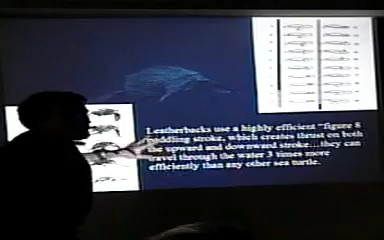 Leatherbacks use a highly efficient "figure 8
paddling stroke, which creates thrust on both
the upward and downward stroke...they can
travel through the water 3 times more
efficiently than any other sea turtle.